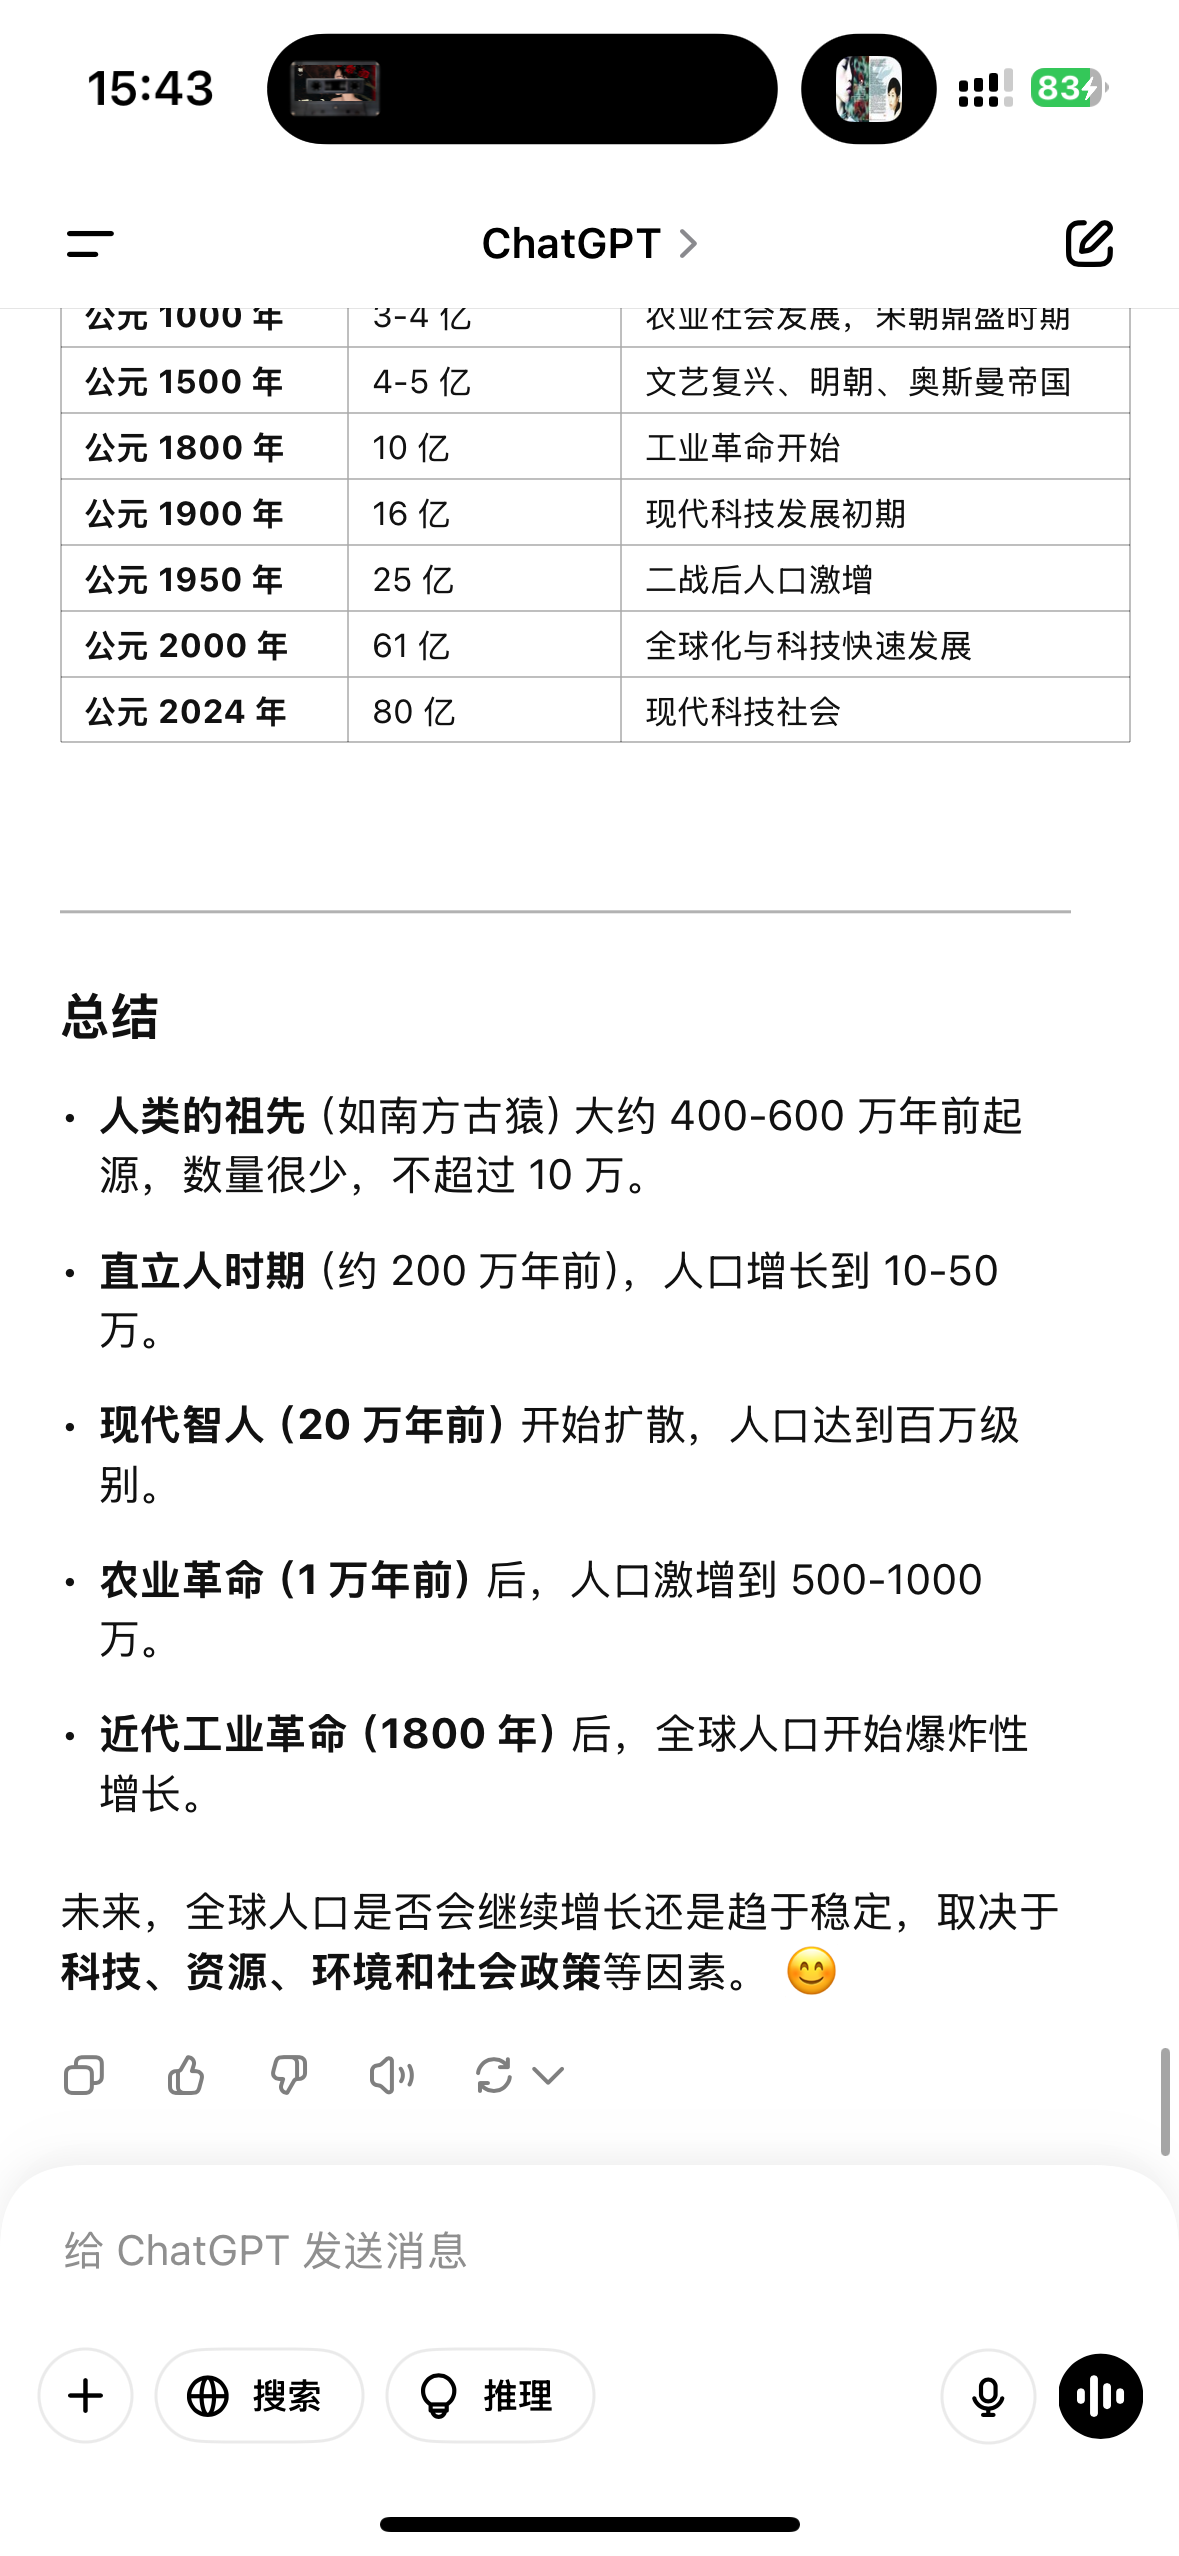 15:43
83
ChatGPT
公元 1000 年 3-4 亿 农业社会发展，宋朝鼎盛时期
公元 1500 年 4-5 亿 文艺复兴、明朝、奥斯曼帝国
公元 1800 年 10 亿 工业革命开始
公元 1900 年 16 亿 现代科技发展初期
公元 1950 年 25 亿 二战后人口激增
公元 2000 年 61 亿 全球化与科技快速发展
公元 2024 年 80 亿 现代科技社会
总结
• 人类的祖先（如南方古猿）大约 400-600 万年前起
源，数量很少，不超过 10 万。
• 直立人时期（约 200 万年前），人口增长到 10-50
万。
• 现代智人（20 万年前）开始扩散，人口达到百万级
别。
• 农业革命（1 万年前）后，人口激增到 500-1000
万。
• 近代工业革命（1800 年）后，全球人口开始爆炸性
增长。
未来，全球人口是否会继续增长还是趋于稳定，取决于
科技、资源、环境和社会政策等因素。 😊
给 ChatGPT 发送消息
搜索
推理